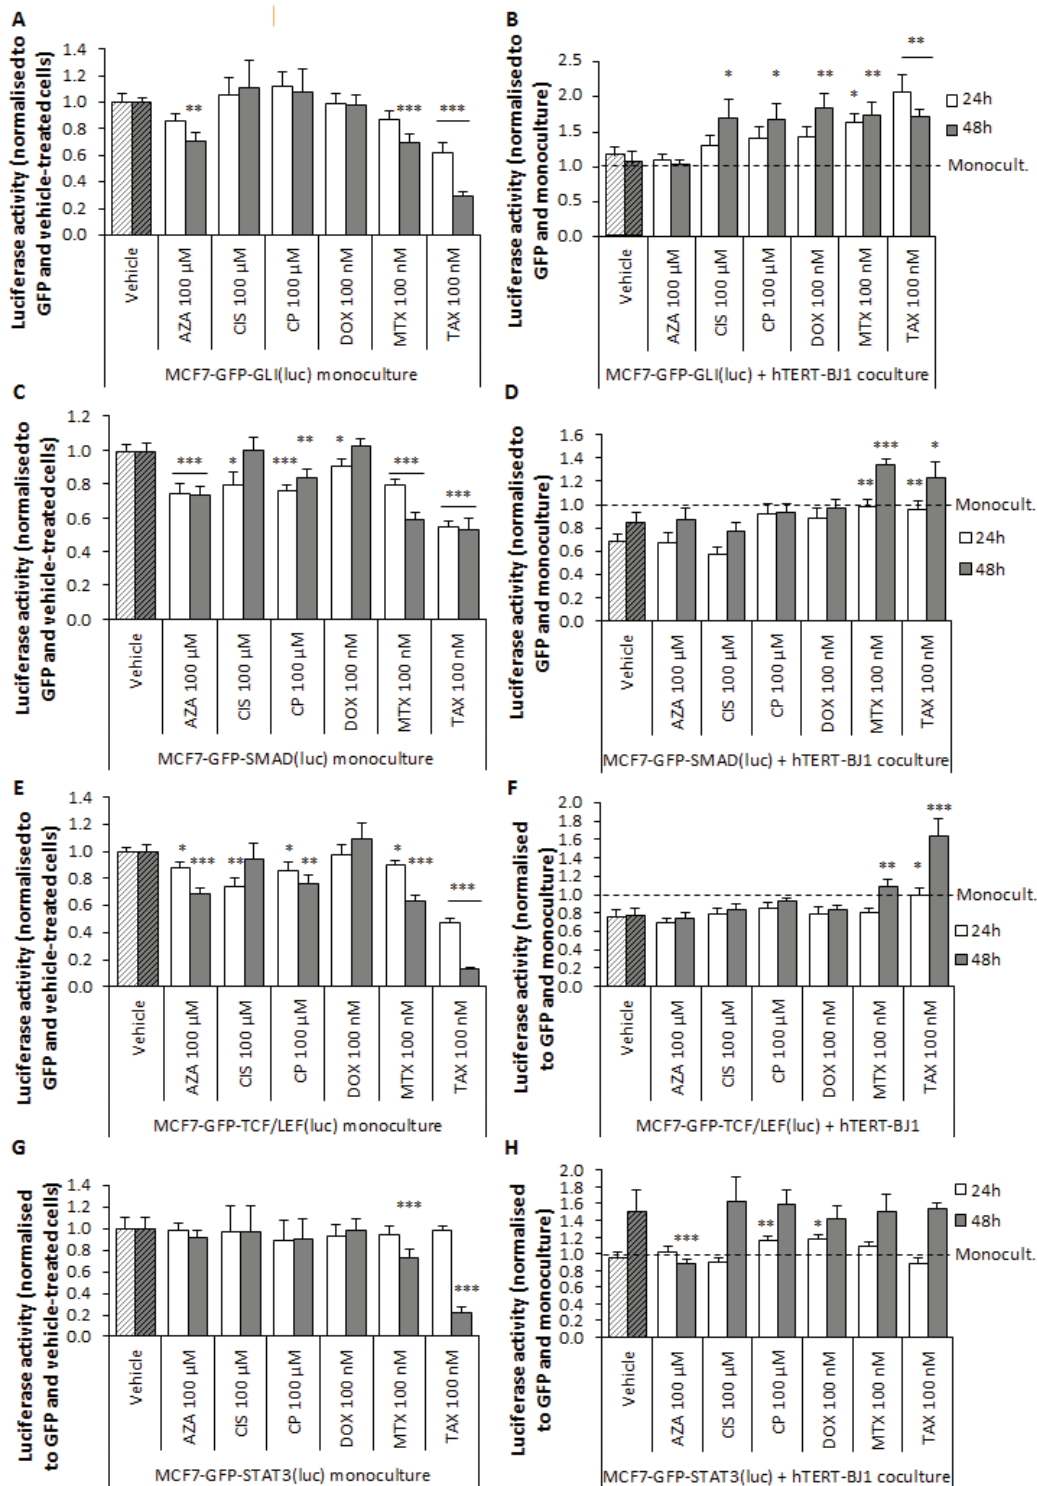 A
Luciferase activity (normalised to
GFP and vehicle-treated cells)
1.4
1.2
1.0
0.8
0.6
0.4
0.2
0.0
** *** ***
Vehicle
AZA 100 µM
CIS 100 µM
CP 100 µM
DOX 100 nM
MTX 100 nM
TAX 100 nM
MCF7-GFP-GLI(luc) monoculture
B
Luciferase activity (normalised to
GFP and monoculture)
2.5
2.0
1.5
1.0
0.5
0.0
* * ** * ** **
24h
48h
Monocult.
Vehicle
AZA 100 µM
CIS 100 µM
CP 100 µM
DOX 100 nM
MTX 100 nM
TAX 100 nM
MCF7-GFP-GLI(luc) + hTERT-BJ1 coculture
C
Luciferase activity (normalised to
GFP and vehicle-treated cells)
1.2
1.0
0.8
0.6
0.4
0.2
0.0
*** * *** ** * *** ***
Vehicle
AZA 100 µM
CIS 100 µM
CP 100 µM
DOX 100 nM
MTX 100 nM
TAX 100 nM
MCF7-GFP-SMAD(luc) monoculture
D
Luciferase activity (normalised to
GFP and monoculture)
1.6
1.4
1.2
1.0
0.8
0.6
0.4
0.2
0.0
** *** ** *
Monocult.
24h
48h
Vehicle
AZA 100 µM
CIS 100 µM
CP 100 µM
DOX 100 nM
MTX 100 nM
TAX 100 nM
MCF7-GFP-SMAD(luc) + hTERT-BJ1 coculture
E
Luciferase activity (normalised to
GFP and vehicle-treated cells)
1.4
1.2
1.0
0.8
0.6
0.4
0.2
0.0
* *** ** * ** * *** ***
Vehicle
AZA 100 µM
CIS 100 µM
CP 100 µM
DOX 100 nM
MTX 100 nM
TAX 100 nM
MCF7-GFP-TCF/LEF(luc) monoculture
F
Luciferase activity (normalised
to GFP and monoculture)
2.0
1.8
1.6
1.4
1.2
1.0
0.8
0.6
0.4
0.2
0.0
** * ***
Monocult.
24h
48h
Vehicle
AZA 100 µM
CIS 100 µM
CP 100 µM
DOX 100 nM
MTX 100 nM
TAX 100 nM
MCF7-GFP-TCF/LEF(luc) + hTERT-BJ1
G
Luciferase activity (normalised
to GFP and vehicle-treated cells)
1.4
1.2
1.0
0.8
0.6
0.4
0.2
0.0
*** ***
Vehicle
AZA 100 µM
CIS 100 µM
CP 100 µM
DOX 100 nM
MTX 100 nM
TAX 100 nM
MCF7-GFP-STAT3(luc) monoculture
H
Luciferase activity (normalised
to GFP and monoculture)
2.0
1.8
1.6
1.4
1.2
1.0
0.8
0.6
0.4
0.2
0.0
*** ** *
24h
48h
Monocult.
Vehicle
AZA 100 µM
CIS 100 µM
CP 100 µM
DOX 100 nM
MTX 100 nM
TAX 100 nM
MCF7-GFP-STAT3(luc) + hTERT-BJ1 coculture